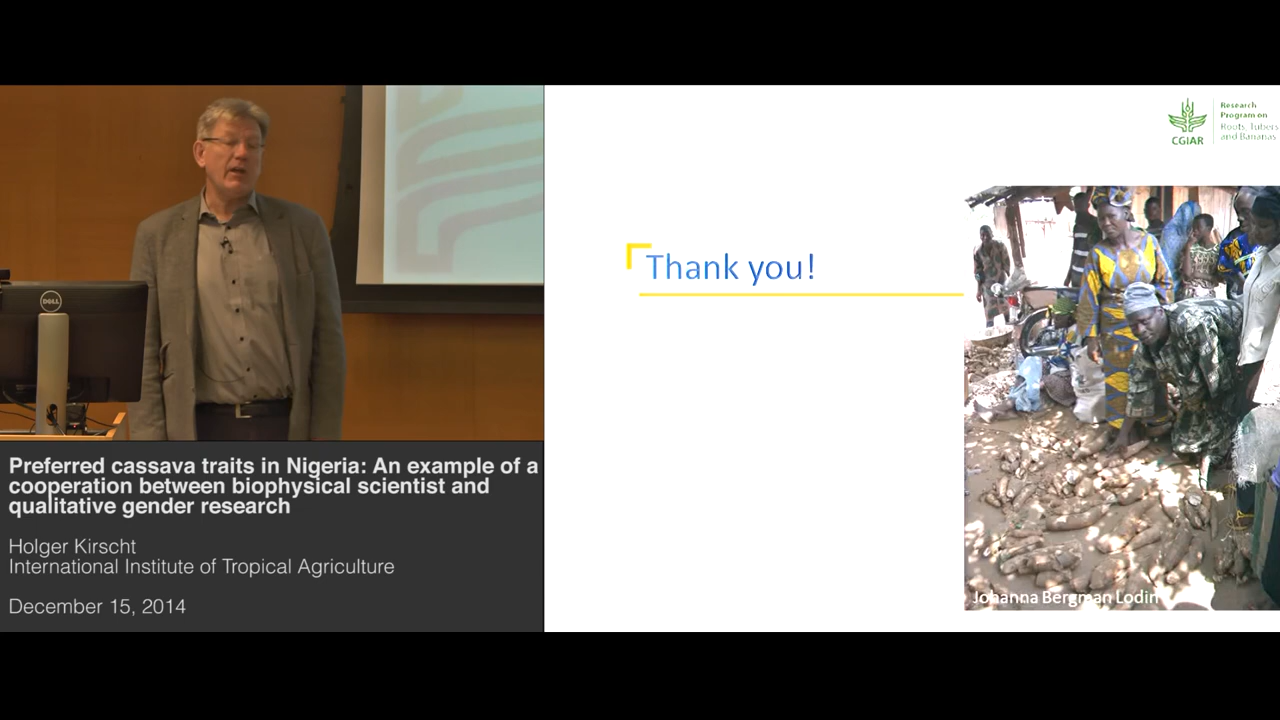 DELL
Preferred cassava traits in Nigeria: An example of a
cooperation between biophysical scientist and
qualitative gender research
Holger Kirscht
International Institute of Tropical Agriculture
December 15, 2014
CGIAR
Research
Program on
Roots, Tubers
and Bananas
Thank you!
Johanna Bergman Lodin